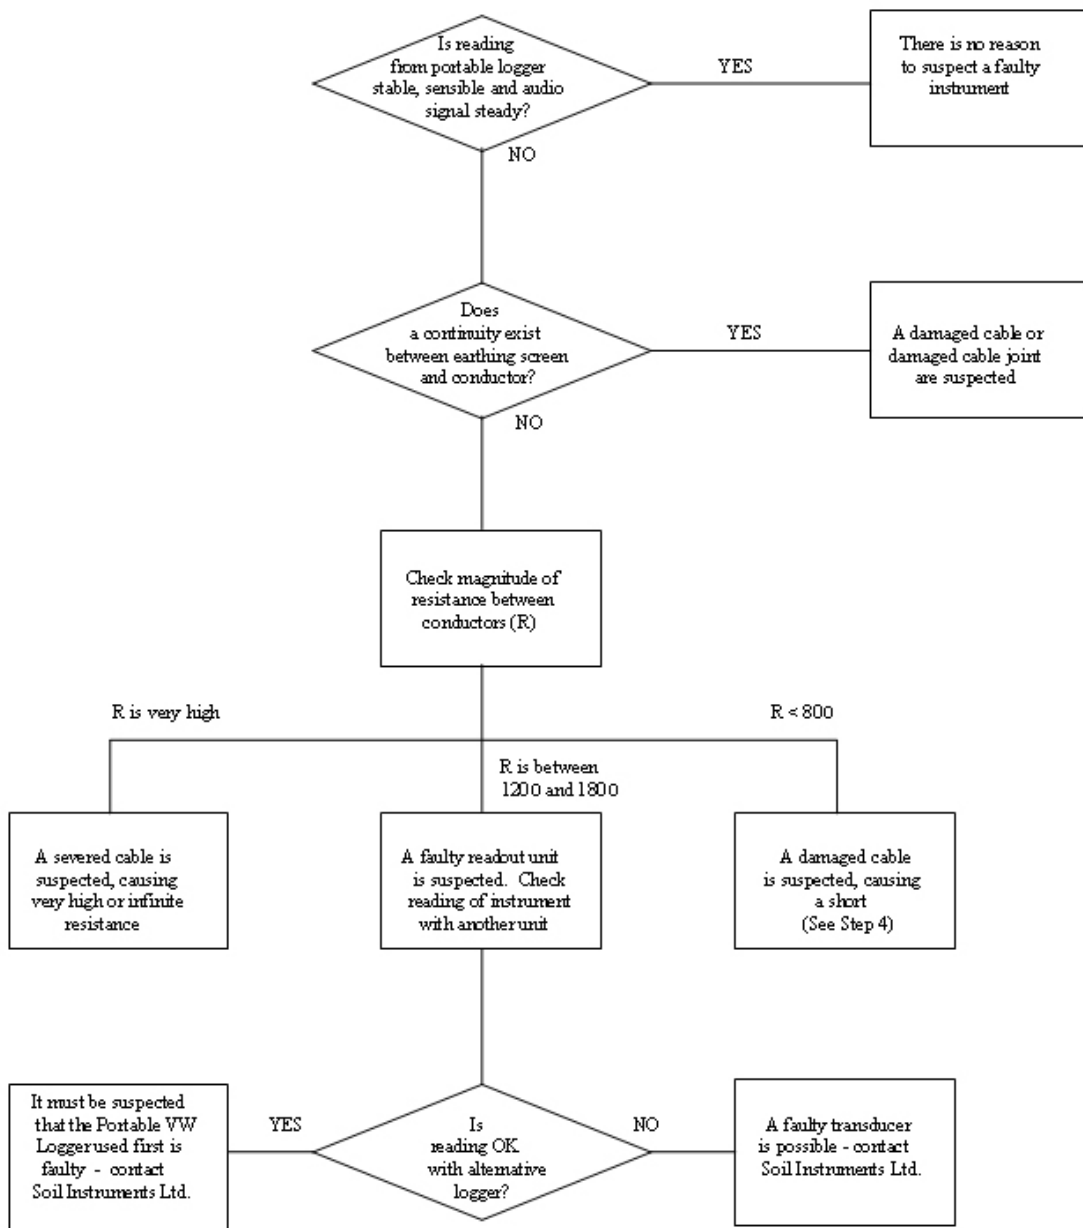 Is reading
from portable logger
stable, sensible and audio
signal steady?
YES
There is no reason
to suspect a faulty
instrument
NO
Does
a continuity exist
between earthing screen
and conductor?
YES
A damaged cable or
damaged cable joint
are suspected
NO
Check magnitude of
resistance between
conductors (R)
R is very high
R < 800
R is between
1200 and 1800
A severed cable is
suspected, causing
very high or infinite
resistance
A faulty readout unit
is suspected. Check
reading of instrument
with another unit
A damaged cable
is suspected, causing
a short
(See Step 4)
It must be suspected
that the Portable VW
Logger used first is
faulty - contact
Soil Instruments Ltd.
YES
Is
reading OK
with alternative
logger?
NO
A faulty transducer
is possible - contact
Soil Instruments Ltd.